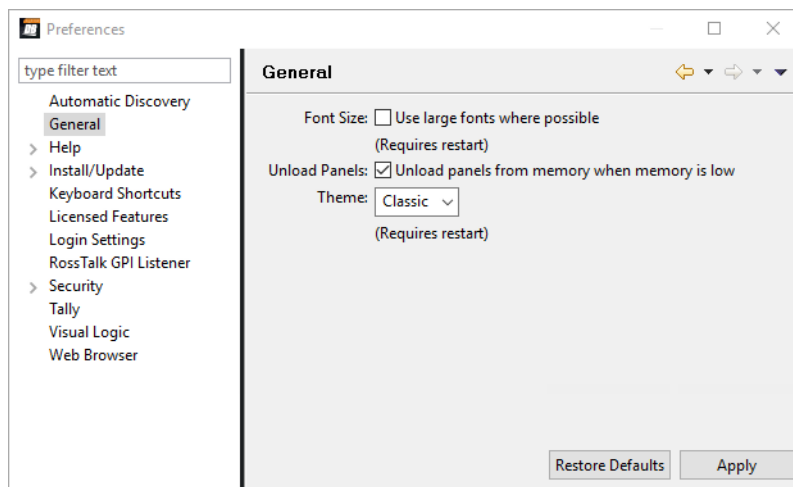 Preferences
type filter text
Automatic Discovery
General
Help
Install/Update
Keyboard Shortcuts
Licensed Features
Login Settings
RossTalk GPI Listener
Security
Tally
Visual Logic
Web Browser
General
Font Size: Use large fonts where possible
(Requires restart)
Unload Panels: Unload panels from memory when memory is low
Theme: Classic
(Requires restart)
Restore Defaults Apply